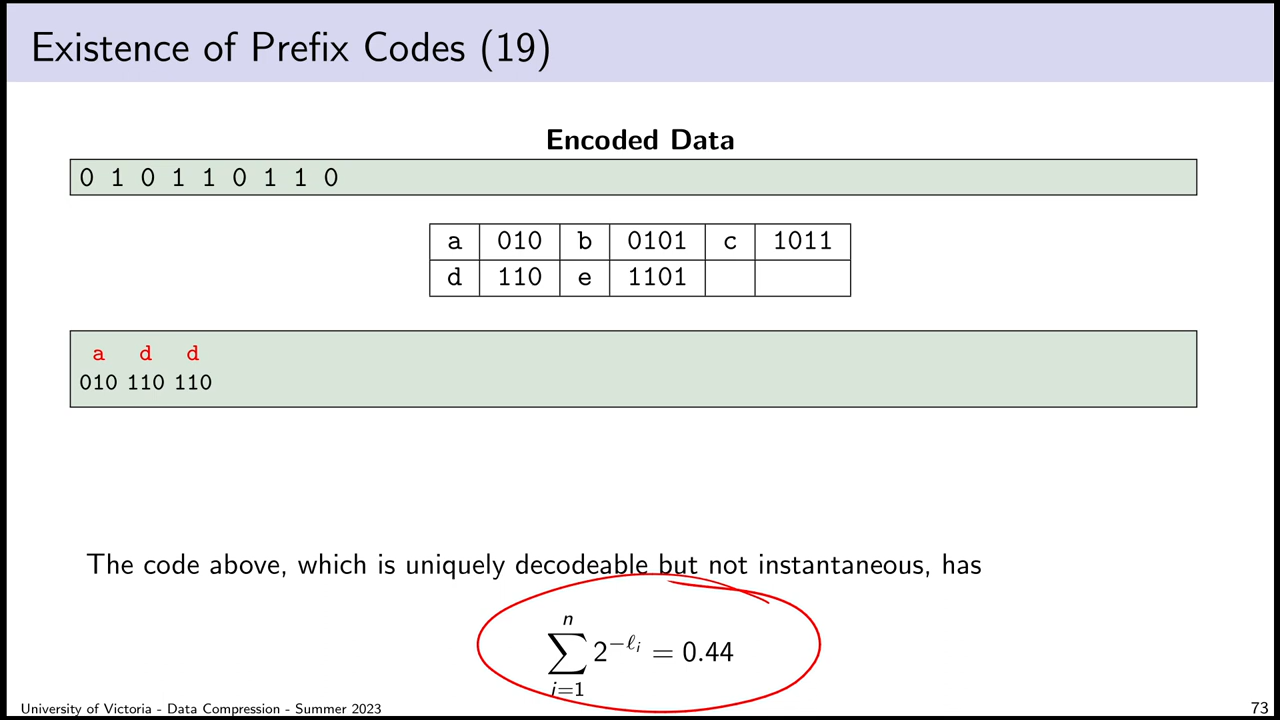 Existence of Prefix Codes (19)
Encoded Data
0 1 0 1 1 0 1 1 0
a 010 b 0101 c 1011
d 110 e 1101
a d d
010 110 110
The code above, which is uniquely decodeable but not instantaneous, has
n
∑ 2^{−ℓ_i} = 0.44
i=1
University of Victoria - Data Compression - Summer 2023 73